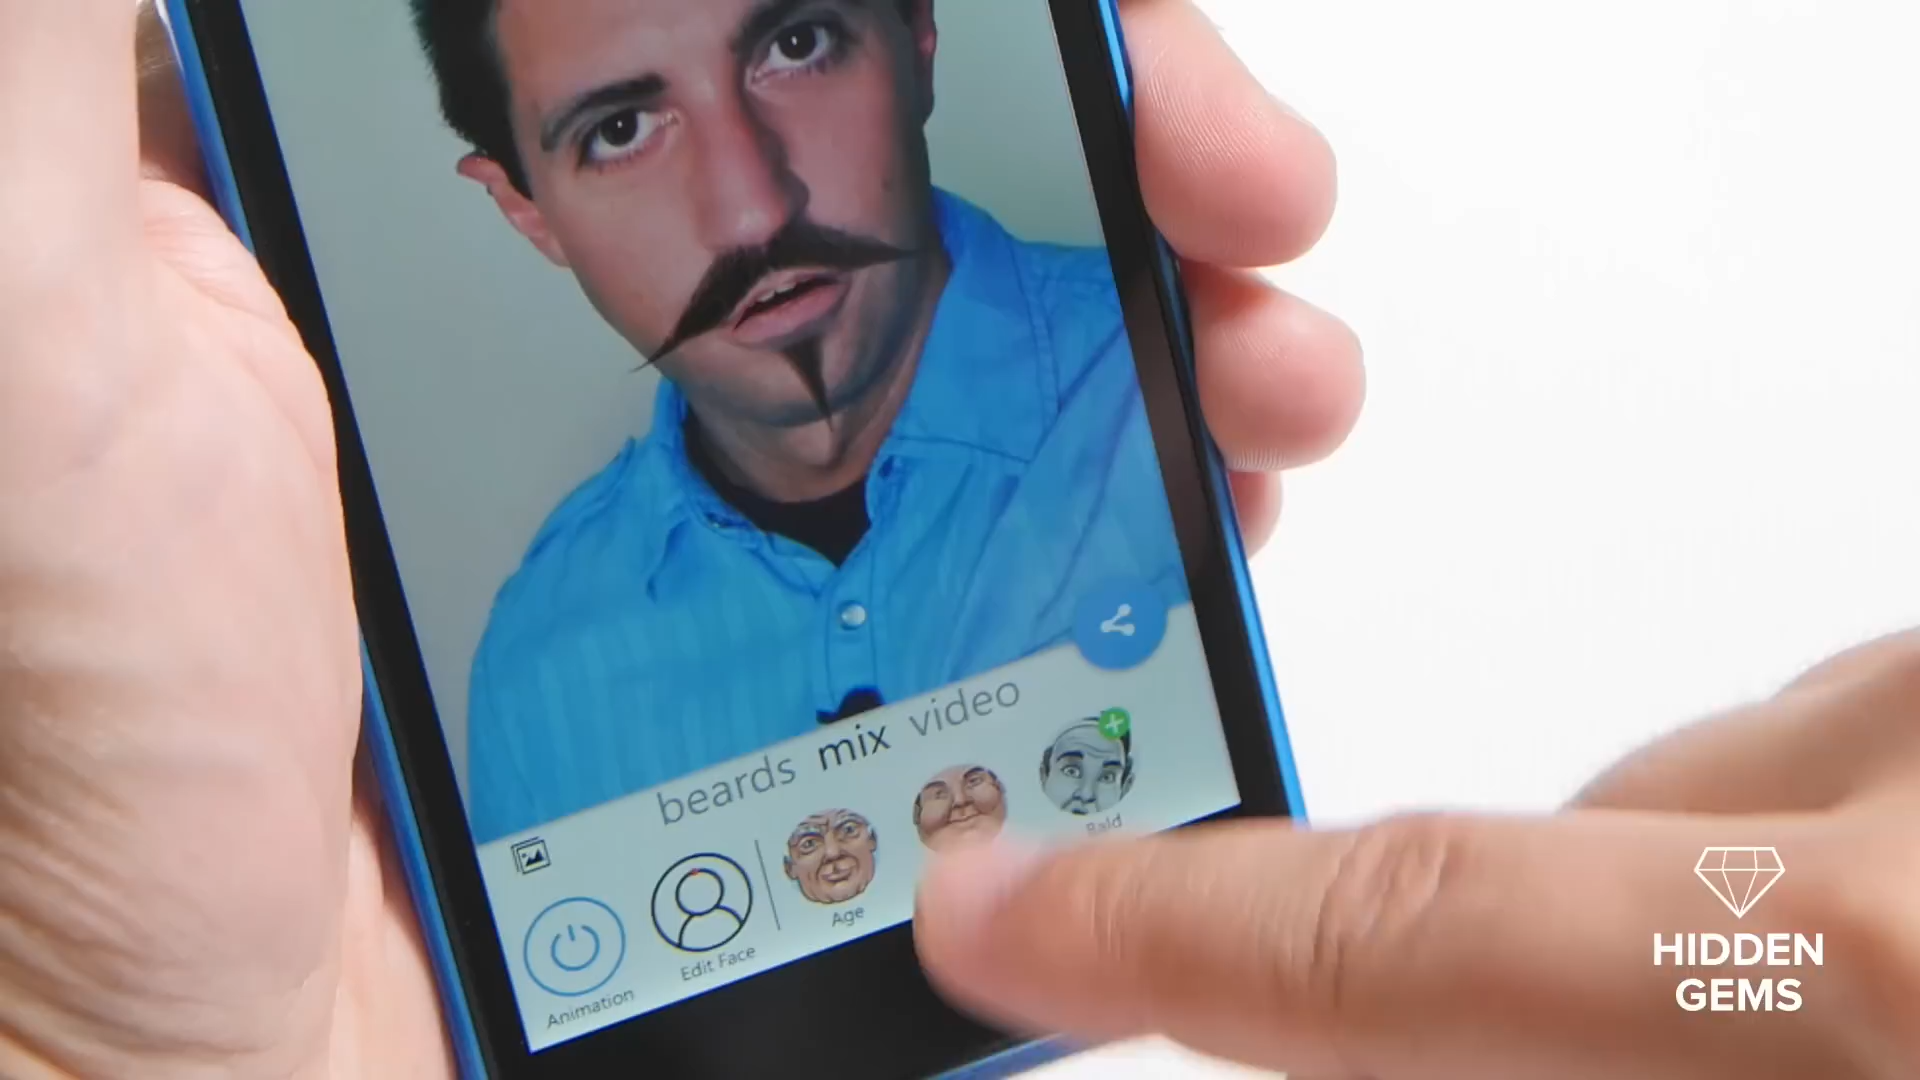 beards mix video
Animation
Edit Face
Age
Bald
HIDDEN
GEMS